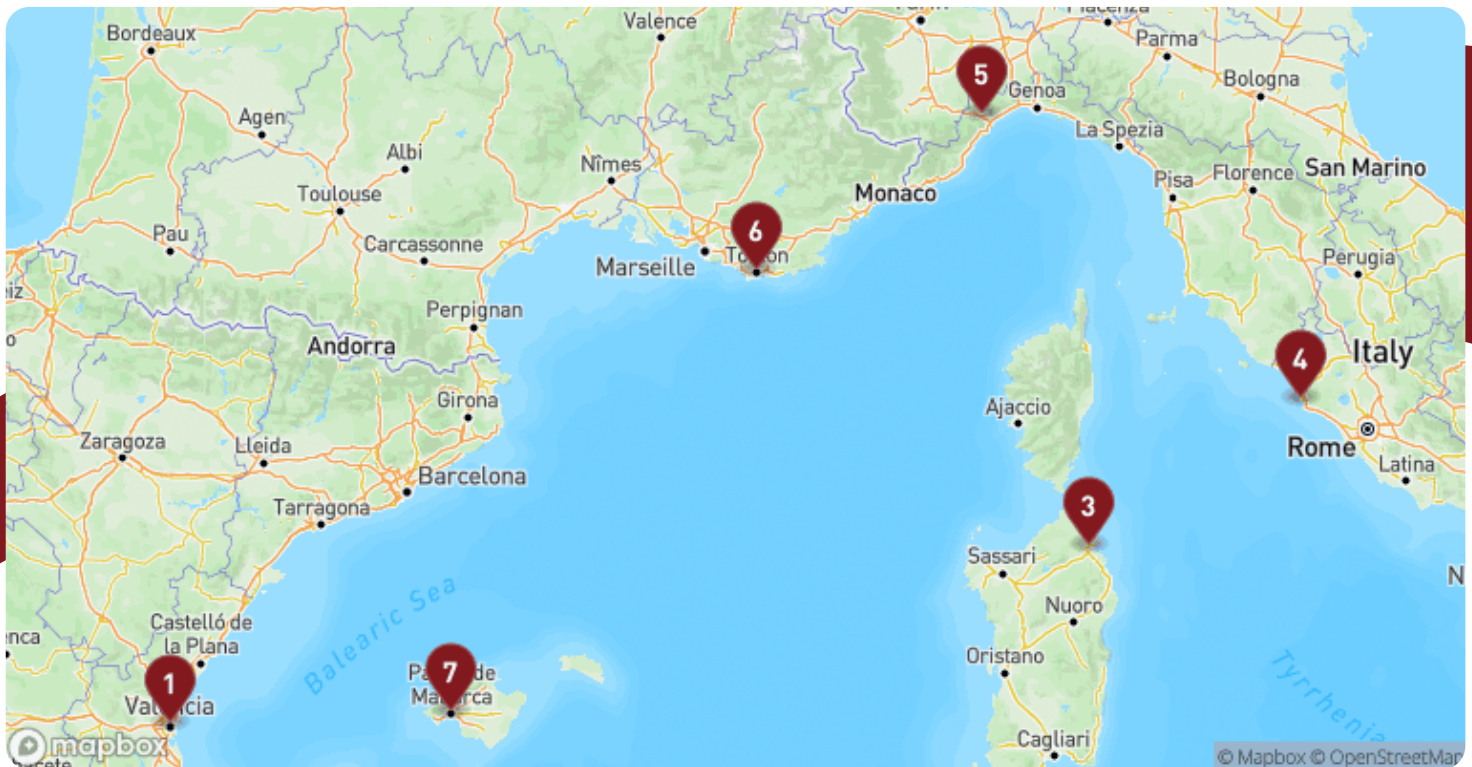 Bordeaux
Valence
Parma
Bologna
5
Genoa
Agen
La Spezia
Albi
Nîmes
San Marino
Florence
Pisa
Toulouse
Monaco
6
Pau
Carcassonne
Marseille
Perugia
Perpignan
Andorra
4
Italy
Girona
Ajaccio
Zaragoza
Lleida
Rome
Latina
Barcelona
Tarragona
3
Sassari
Balearic Sea
Nuoro
Castelló de
la Plana
Oristano
1
7
Cagliari
mapbox
© Mapbox © OpenStreetMap